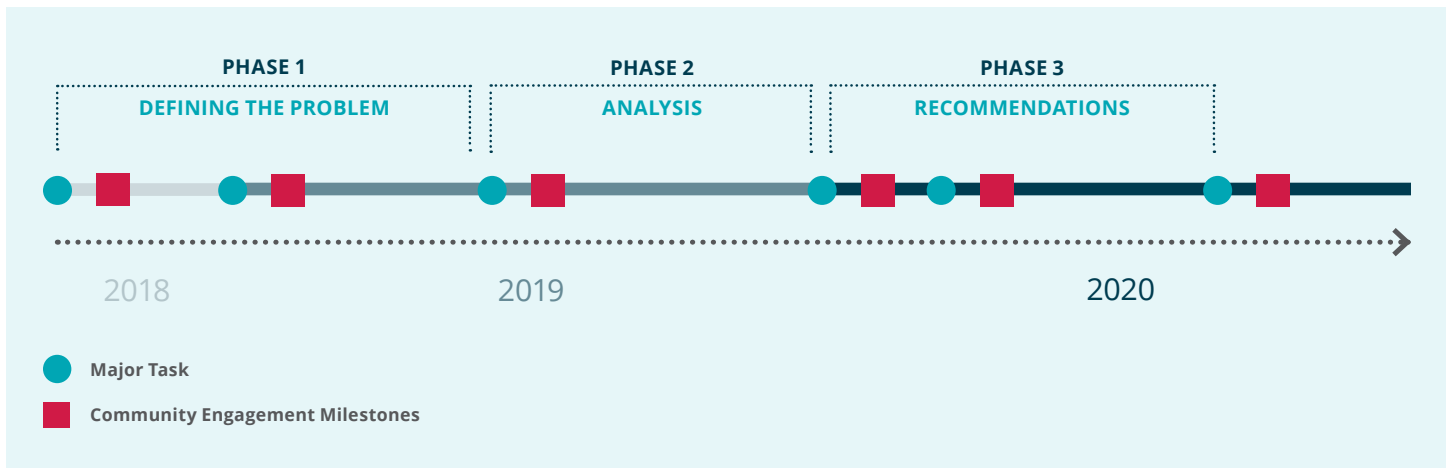 PHASE 1
DEFINING THE PROBLEM
PHASE 2
ANALYSIS
PHASE 3
RECOMMENDATIONS
2018
2019
2020
Major Task
Community Engagement Milestones